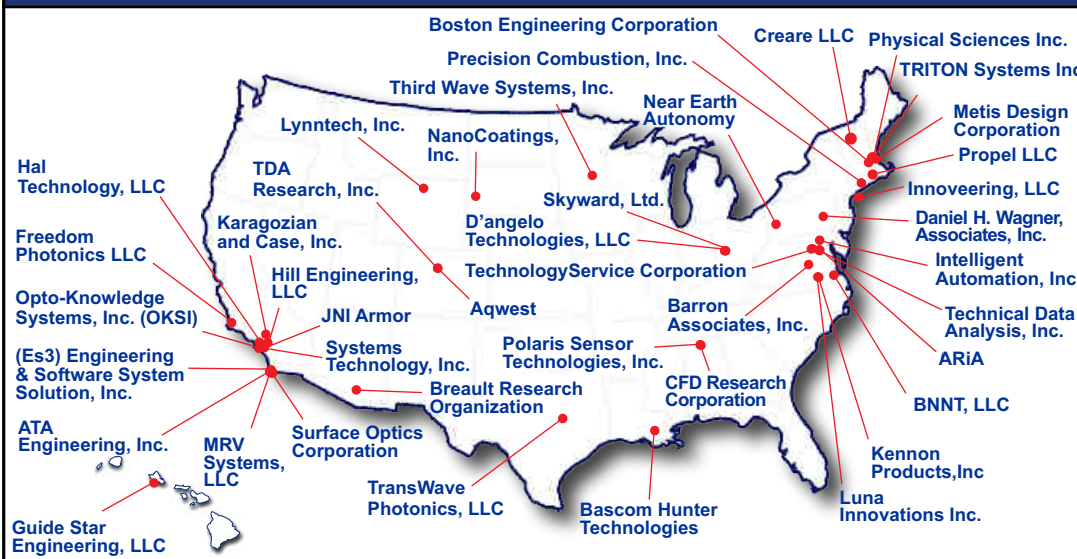 Boston Engineering Corporation
Creare LLC
Physical Sciences Inc.
Precision Combustion, Inc.
TRITON Systems Inc
Third Wave Systems, Inc.
Near Earth
Autonomy
Metis Design
Corporation
Lynntech, Inc.
NanoCoatings,
Inc.
Propel LLC
Hal
Technology, LLC
TDA
Research, Inc.
Skyward, Ltd.
Innoveering, LLC
Karagozian
and Case, Inc.
D'angelo
Technologies, LLC
Daniel H. Wagner,
Associates, Inc.
Freedom
Photonics LLC
Hill Engineering,
LLC
TechnologyService Corporation
Intelligent
Automation, Inc
Opto-Knowledge
Systems, Inc. (OKSI)
JNI Armor
Aqwest
Barron
Associates, Inc.
Technical Data
Analysis, Inc.
(Es3) Engineering
& Software System
Solution, Inc.
Systems
Technology, Inc.
Polaris Sensor
Technologies, Inc.
ARiA
Breault Research
Organization
CFD Research
Corporation
BNNT, LLC
ATA
Engineering, Inc.
MRV
Systems,
LLC
Surface Optics
Corporation
Kennon
Products,Inc
TransWave
Photonics, LLC
Bascom Hunter
Technologies
Luna
Innovations Inc.
Guide Star
Engineering, LLC